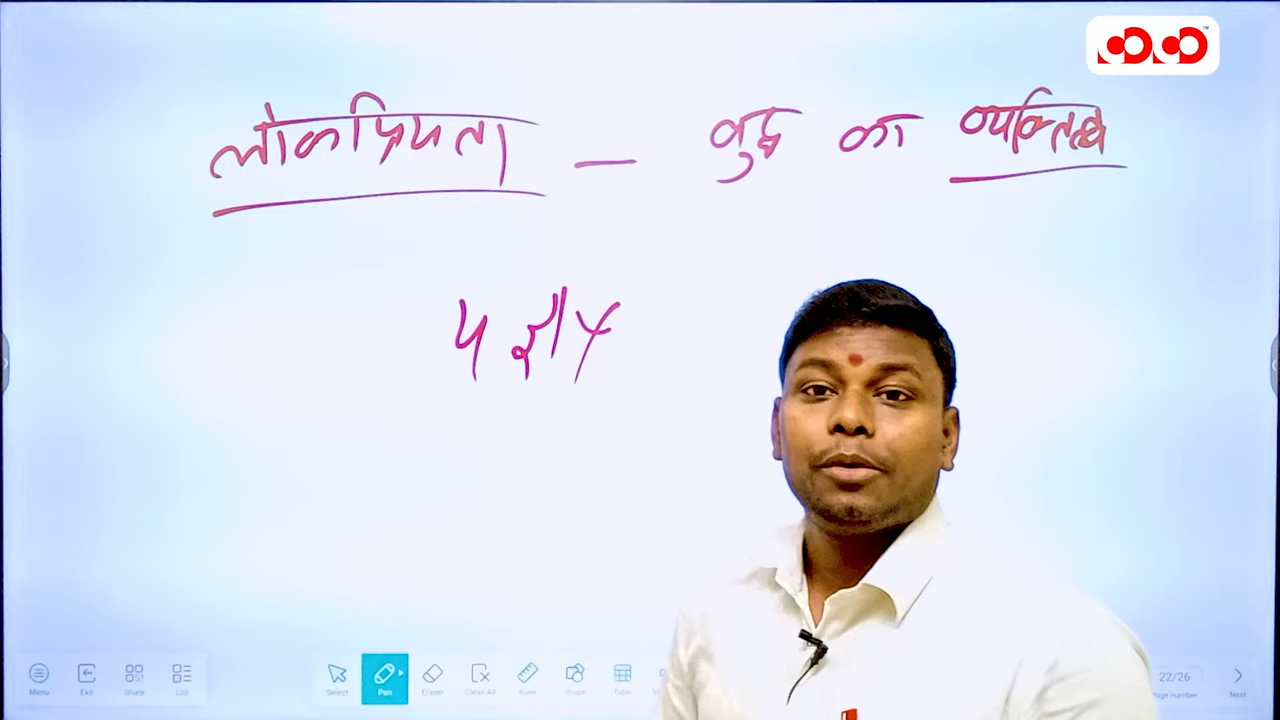 लोकप्रियता — बुद्ध का व्यक्तित्व
Menu Exit Share List Select Pen Eraser Clean All Ruler Shape Table 22/26 Page number Next